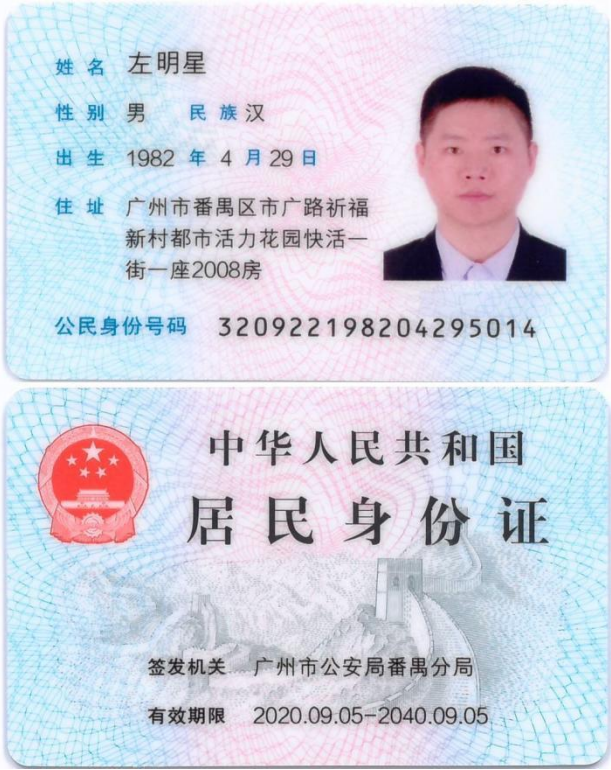 姓名 左明星
性别 男 民族 汉
出生 1982 年 4 月 29 日
住址 广州市番禺区市广路祈福
新村都市活力花园快活一
街一座2008房
公民身份号码 320922198204295014
中华人民共和国
居民身份证
签发机关 广州市公安局番禺分局
有效期限 2020.09.05-2040.09.05